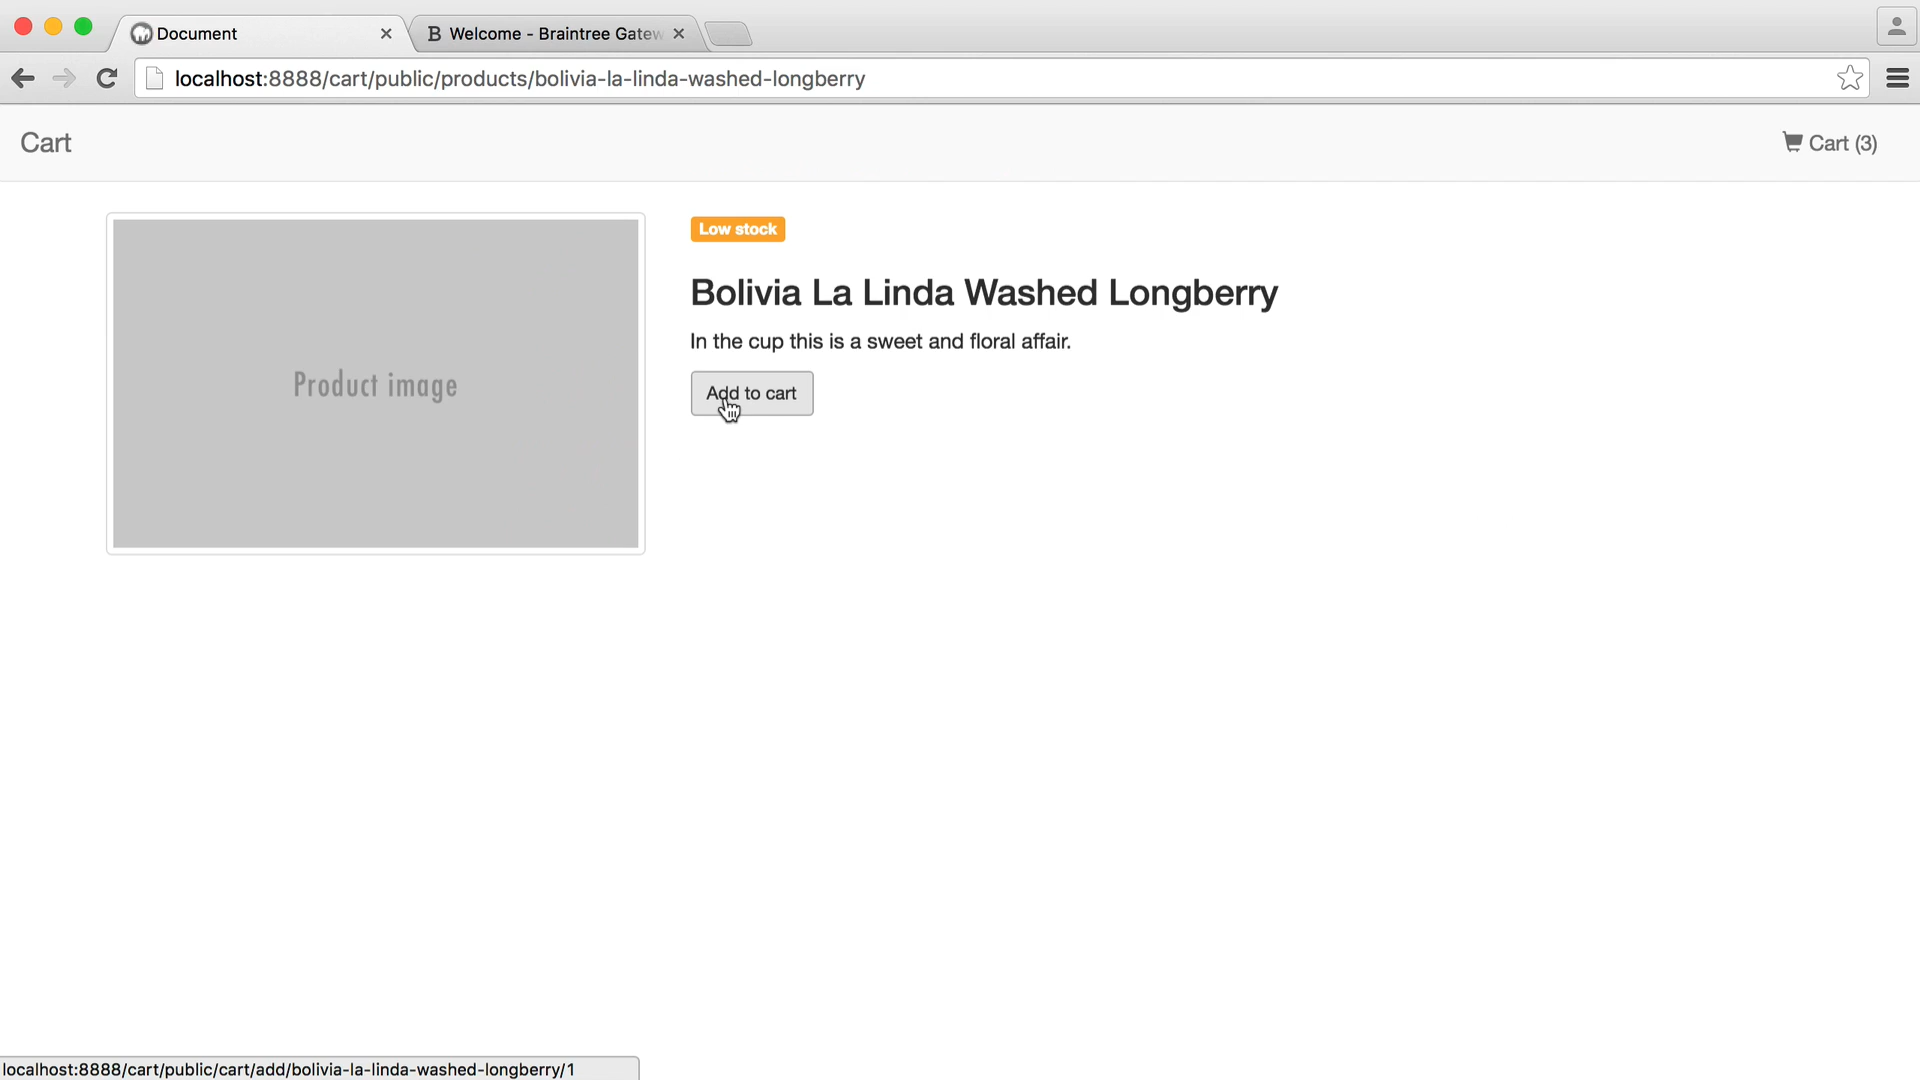 Document
Welcome - Braintree Gatew
localhost:8888/cart/public/products/bolivia-la-linda-washed-longberry
Cart
Cart (3)
Low stock
Bolivia La Linda Washed Longberry
In the cup this is a sweet and floral affair.
Product image
Add to cart
localhost:8888/cart/public/cart/add/bolivia-la-linda-washed-longberry/1